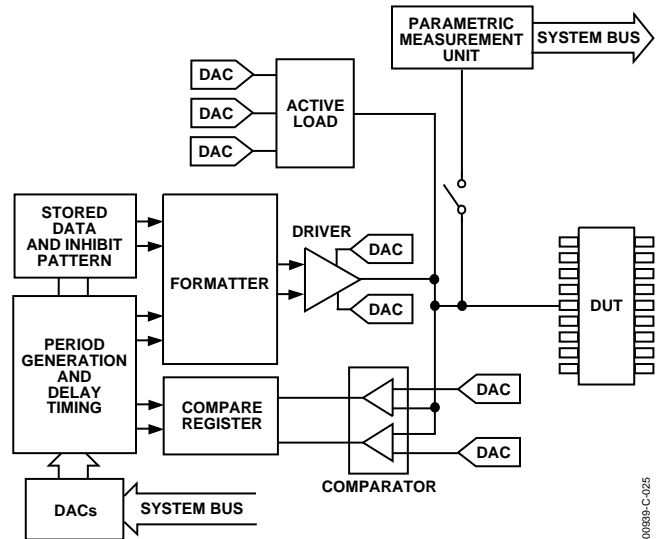 PARAMETRIC
MEASUREMENT
UNIT
SYSTEM BUS
DAC
DAC
DAC
ACTIVE
LOAD
STORED
DATA
AND INHIBIT
PATTERN
FORMATTER
DRIVER
DAC
DAC
DUT
PERIOD
GENERATION
AND
DELAY
TIMING
COMPARE
REGISTER
DAC
DAC
COMPARATOR
DACs
SYSTEM BUS
00939-C-025